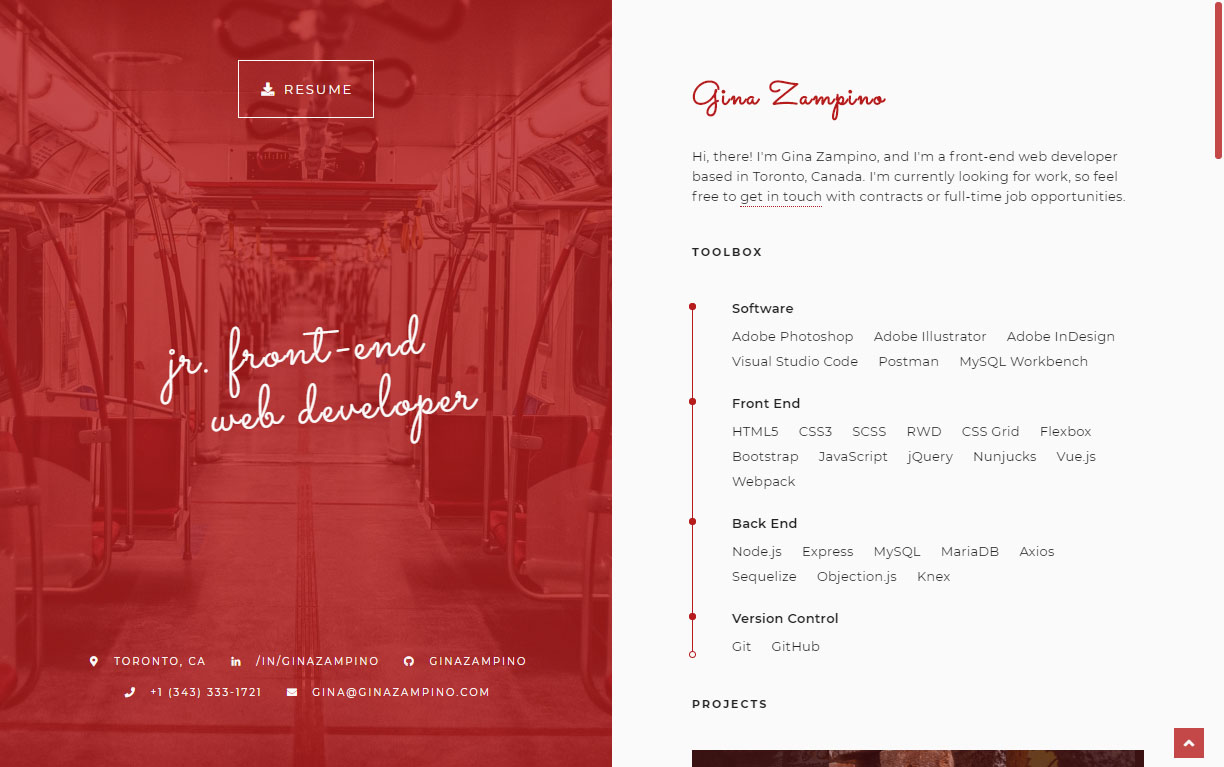 RESUME
jr. front-end
web developer
TORONTO, CA /IN/GINAZAMPINO GINAZAMPINO
+1 (343) 333-1721 GINA@GINAZAMPINO.COM
Gina Zampino
Hi, there! I'm Gina Zampino, and I'm a front-end web developer
based in Toronto, Canada. I'm currently looking for work, so feel
free to get in touch with contracts or full-time job opportunities.
TOOLBOX
Software
Adobe Photoshop Adobe Illustrator Adobe InDesign
Visual Studio Code Postman MySQL Workbench
Front End
HTML5 CSS3 SCSS RWD CSS Grid Flexbox
Bootstrap JavaScript jQuery Nunjucks Vue.js
Webpack
Back End
Node.js Express MySQL MariaDB Axios
Sequelize Objection.js Knex
Version Control
Git GitHub
PROJECTS